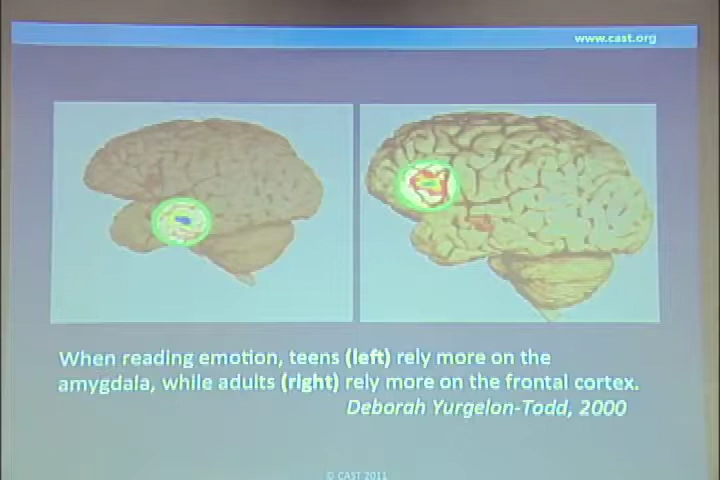 www.cast.org
When reading emotion, teens (left) rely more on the
amygdala, while adults (right) rely more on the frontal cortex.
Deborah Yurgelon-Todd, 2000
© CAST 2011